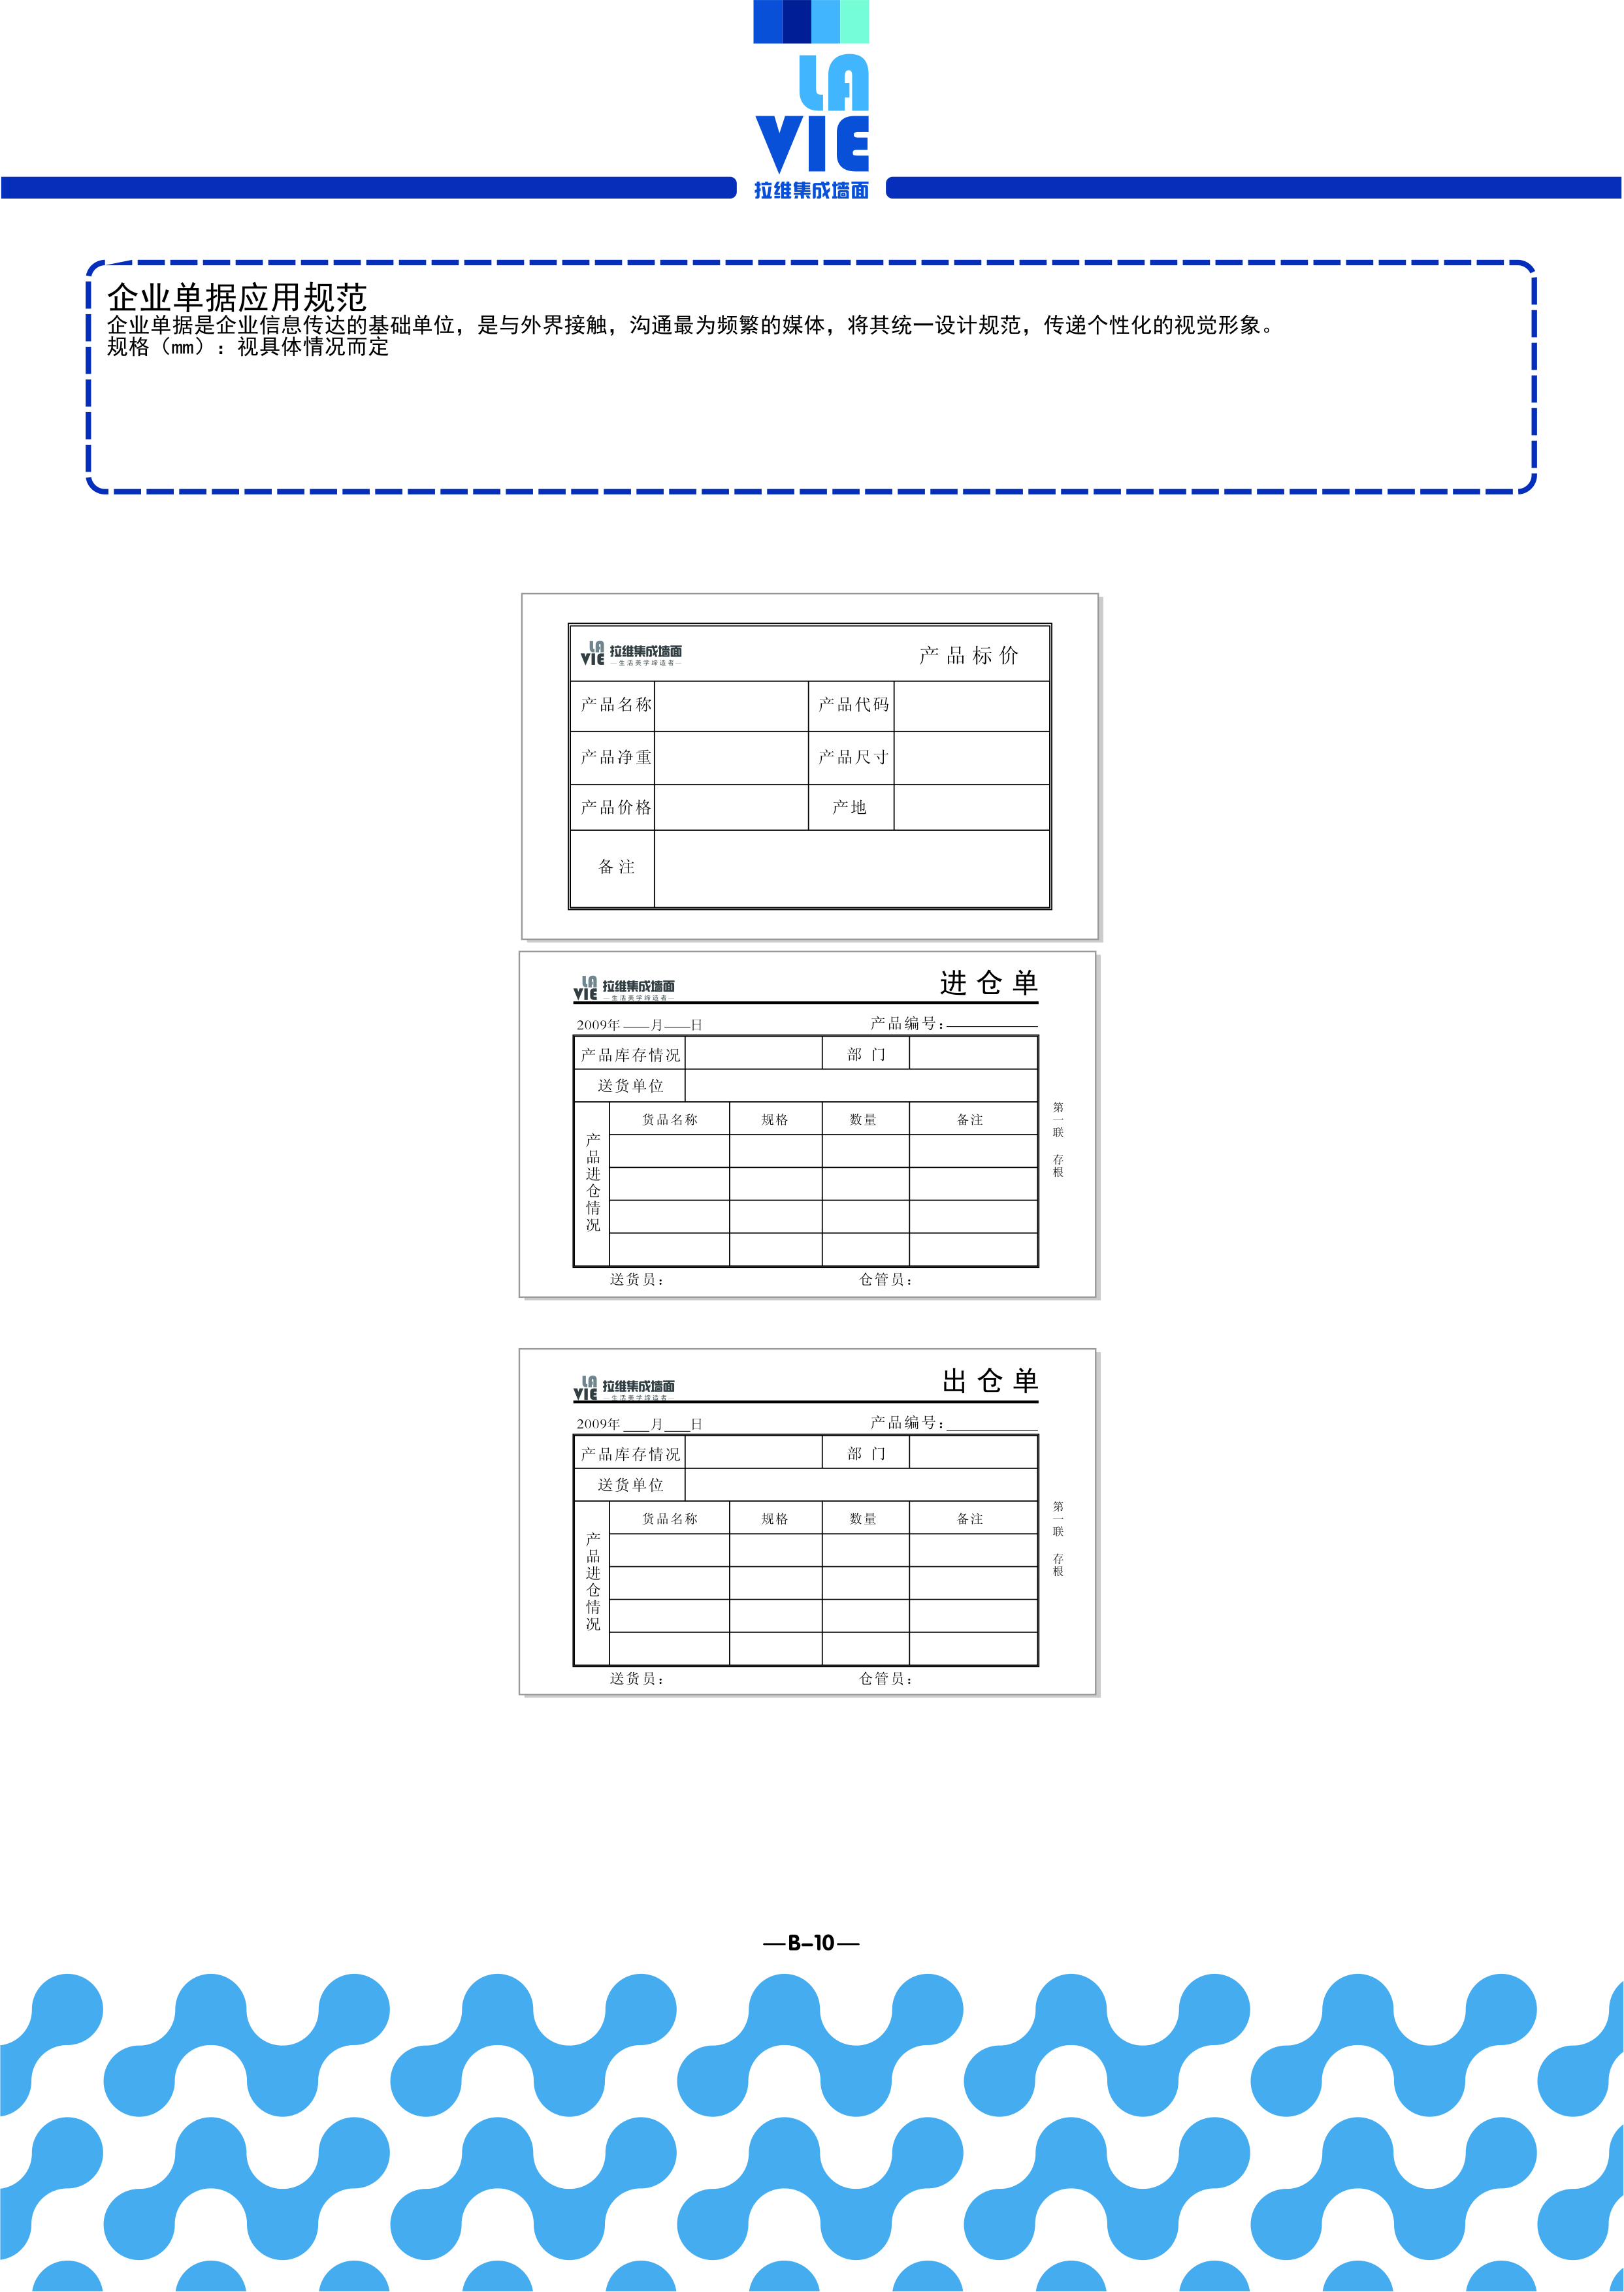 LA
VIE
拉维集成墙面
企业单据应用规范
企业单据是企业信息传达的基础单位，是与外界接触，沟通最为频繁的媒体，将其统一设计规范，传递个性化的视觉形象。
规格（mm）：视具体情况而定
LA
VIE 拉维集成墙面
—生活美学缔造者—
产品标价
产品名称 产品代码
产品净重 产品尺寸
产品价格 产地
备注
LA
VIE 拉维集成墙面
—生活美学缔造者—
进仓单
2009年____月____日 产品编号：____________
产品库存情况 部门
送货单位
货品名称 规格 数量 备注
产品进仓情况
第一联 存根
送货员： 仓管员：
LA
VIE 拉维集成墙面
—生活美学缔造者—
出仓单
2009年____月____日 产品编号：____________
产品库存情况 部门
送货单位
货品名称 规格 数量 备注
产品进仓情况
第一联 存根
送货员： 仓管员：
—B-10—